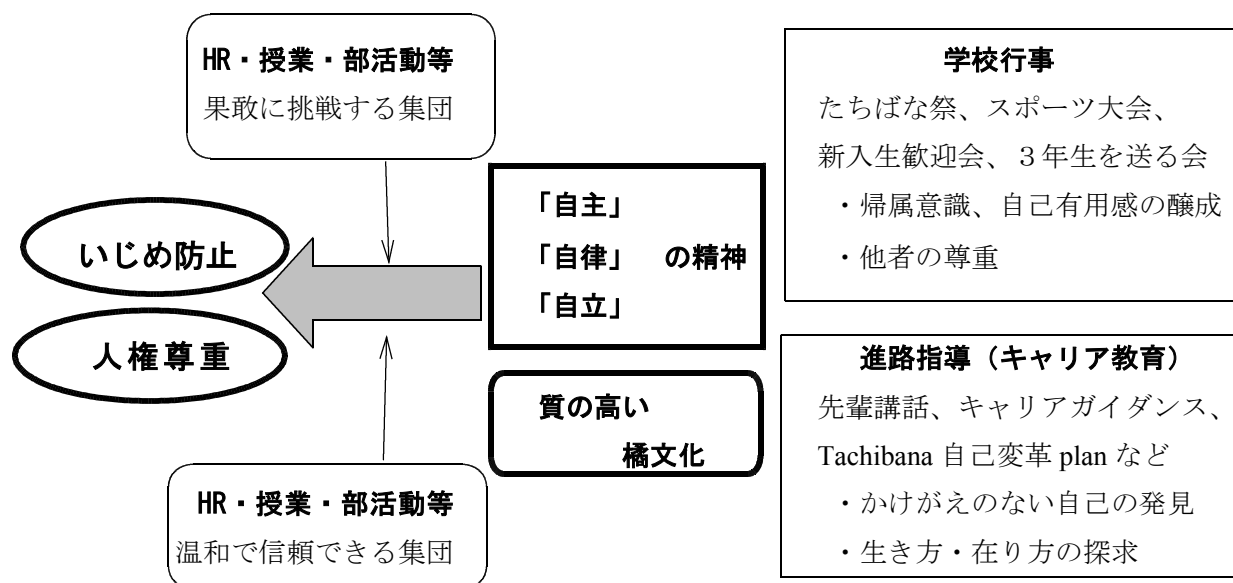 HR・授業・部活動等
果敢に挑戦する集団
いじめ防止
人権尊重
「自主」
「自律」 の精神
「自立」
質の高い
橘文化
HR・授業・部活動等
温和で信頼できる集団
学校行事
たちばな祭、スポーツ大会、
新入生歓迎会、３年生を送る会
・帰属意識、自己有用感の醸成
・他者の尊重
進路指導（キャリア教育）
先輩講話、キャリアガイダンス、
Tachibana 自己変革 plan など
・かけがえのない自己の発見
・生き方・在り方の探求